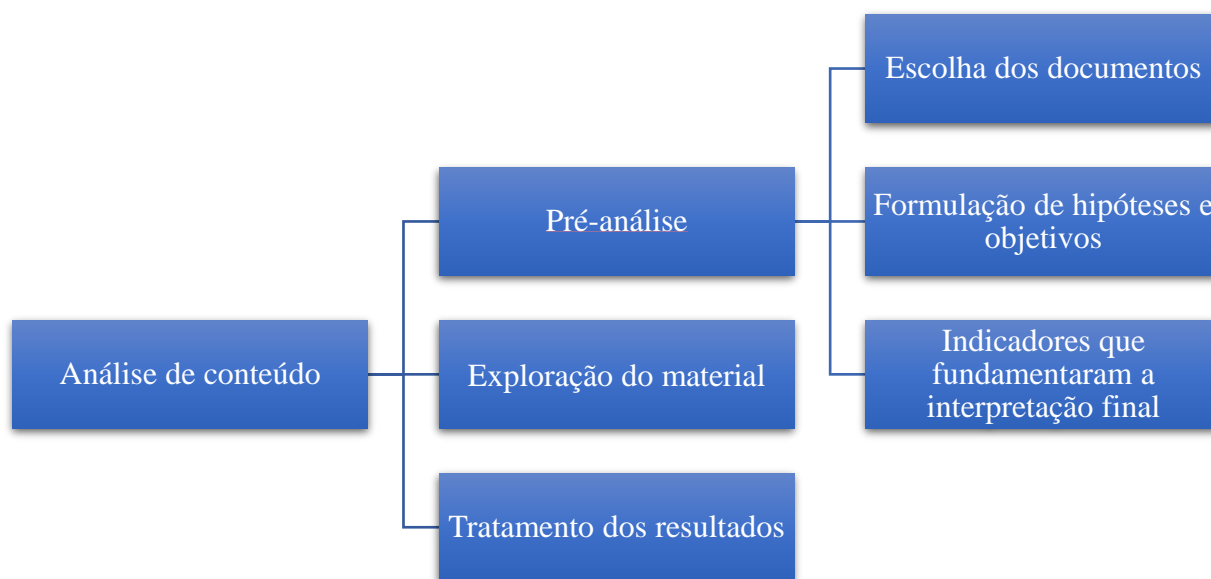 Escolha dos documentos
Pré-análise
Formulação de hipóteses e
objetivos
Análise de conteúdo
Exploração do material
Indicadores que
fundamentaram a
interpretação final
Tratamento dos resultados